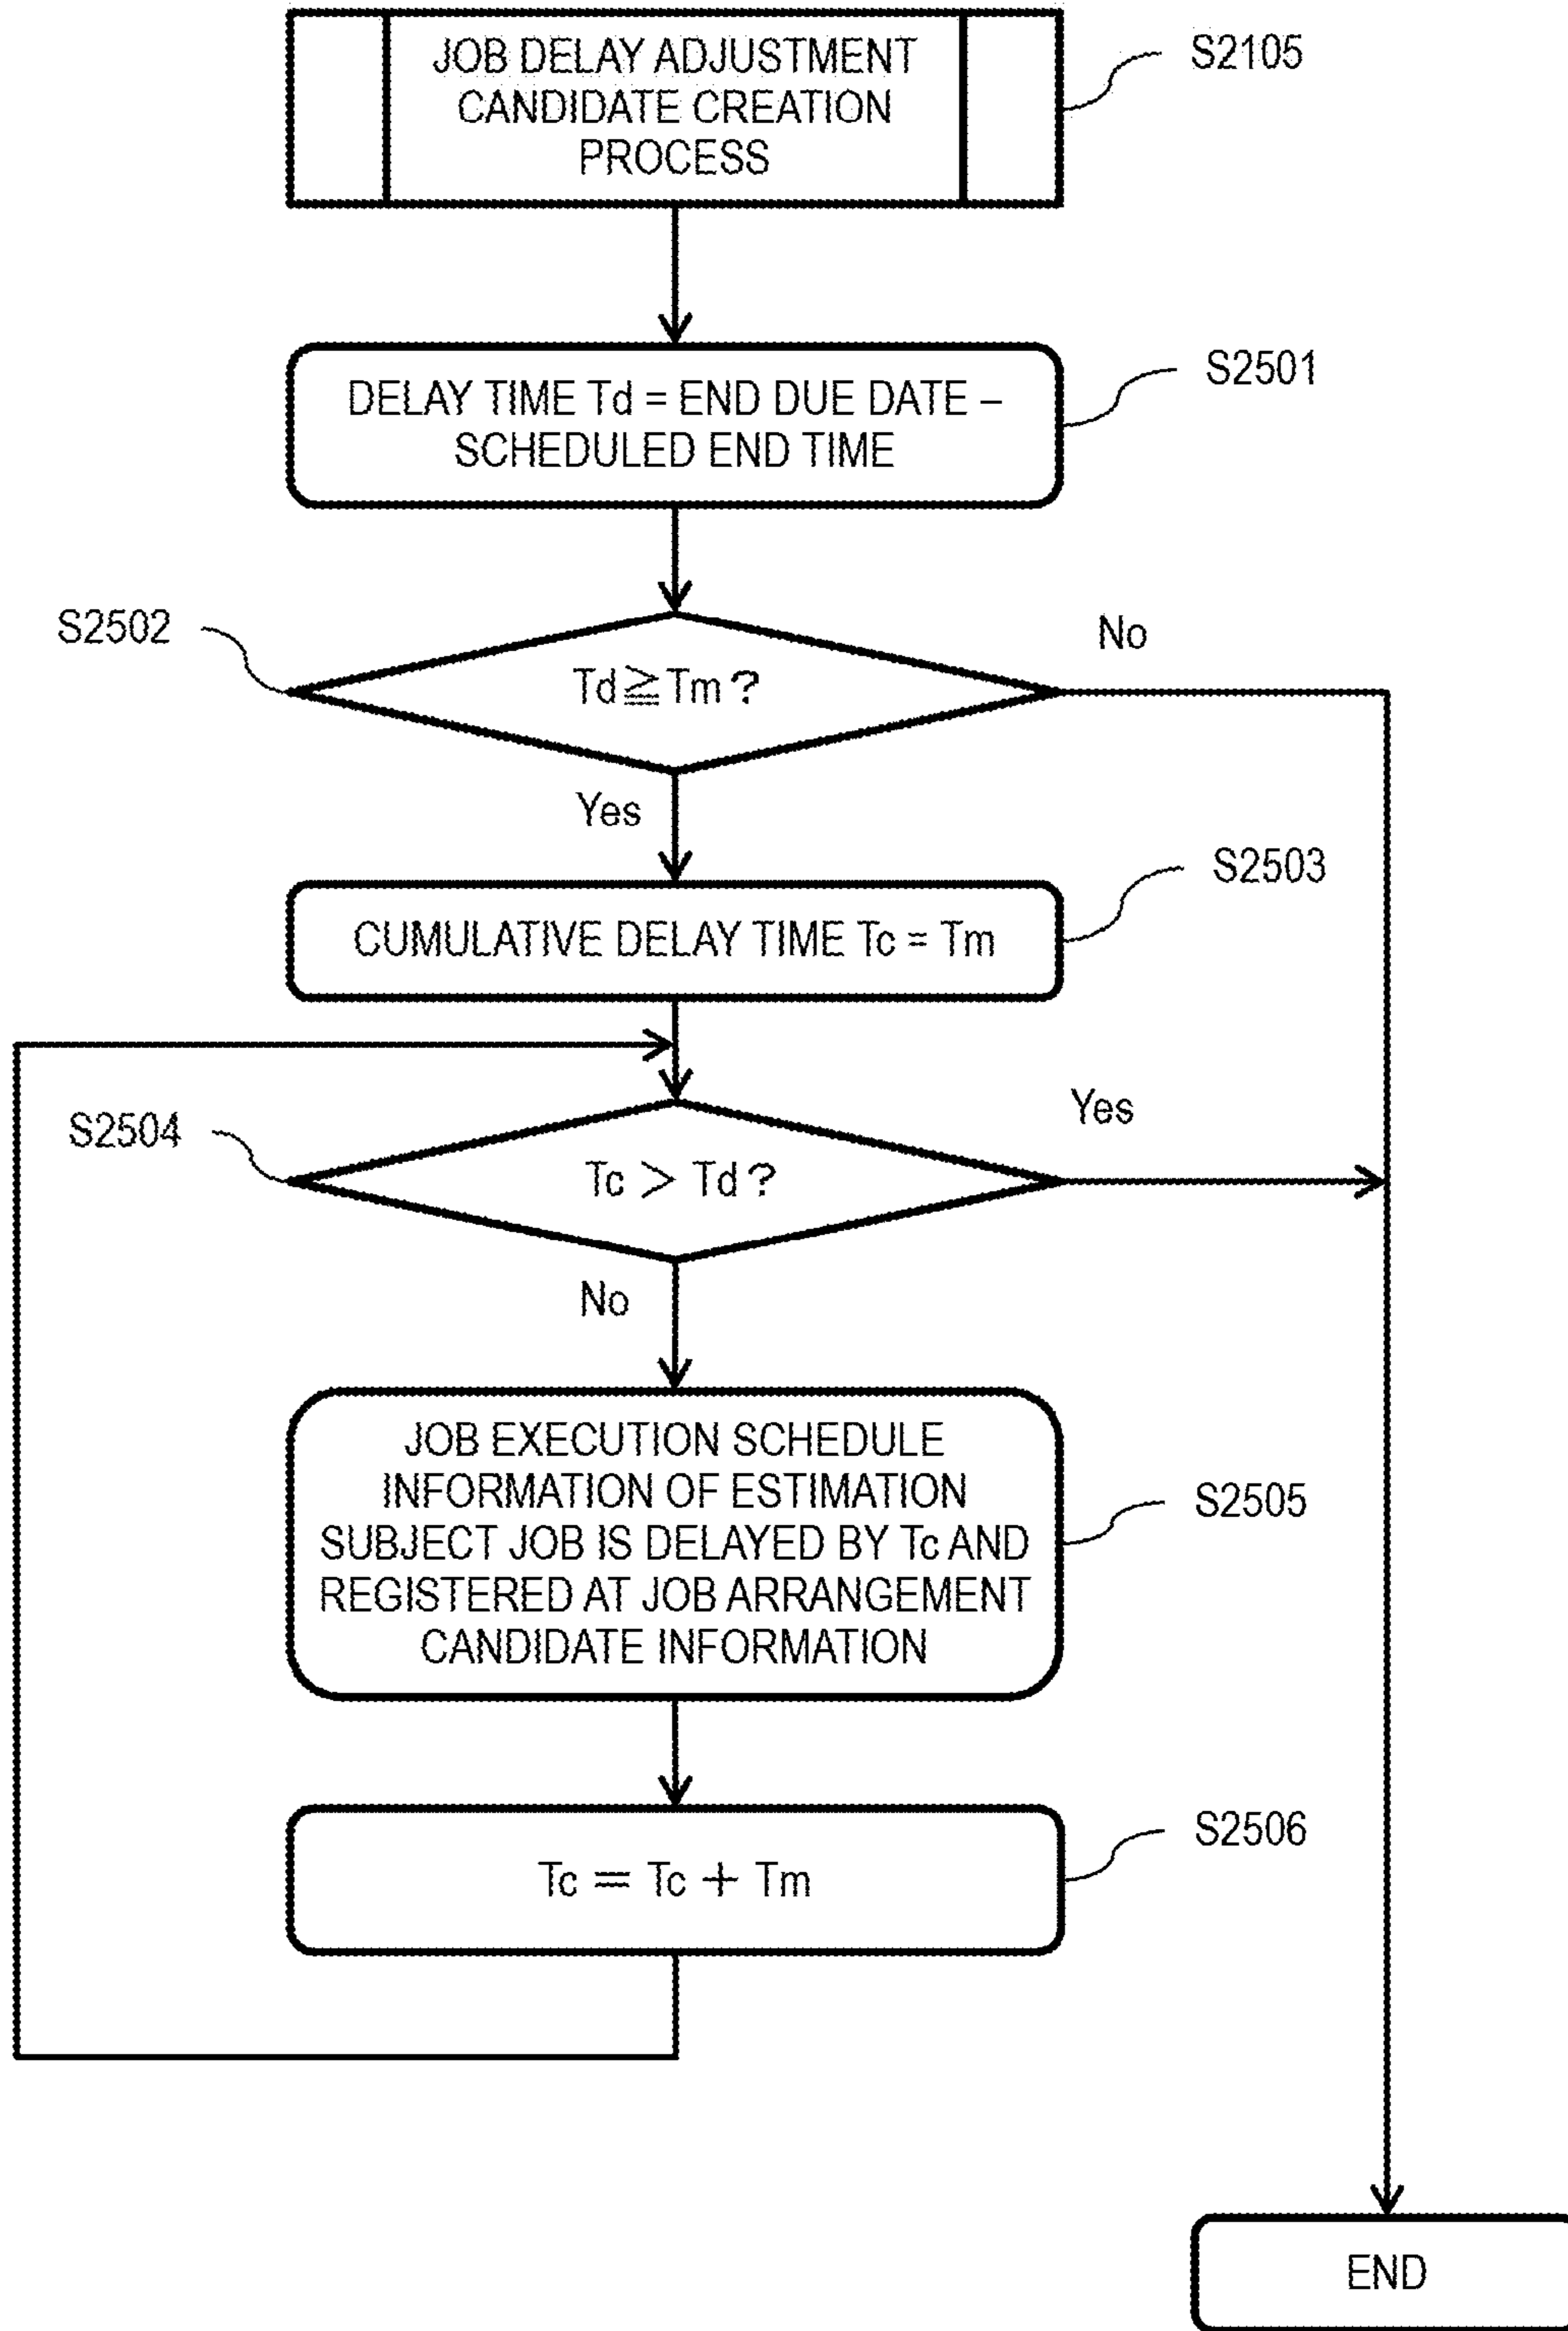 JOB DELAY ADJUSTMENT
CANDIDATE CREATION
PROCESS
S2105
DELAY TIME Td = END DUE DATE –
SCHEDULED END TIME
S2501
S2502
Td≧Tm?
No
Yes
CUMULATIVE DELAY TIME Tc = Tm
S2503
S2504
Tc > Td?
Yes
No
JOB EXECUTION SCHEDULE
INFORMATION OF ESTIMATION
SUBJECT JOB IS DELAYED BY Tc AND
REGISTERED AT JOB ARRANGEMENT
CANDIDATE INFORMATION
S2505
Tc = Tc + Tm
S2506
END